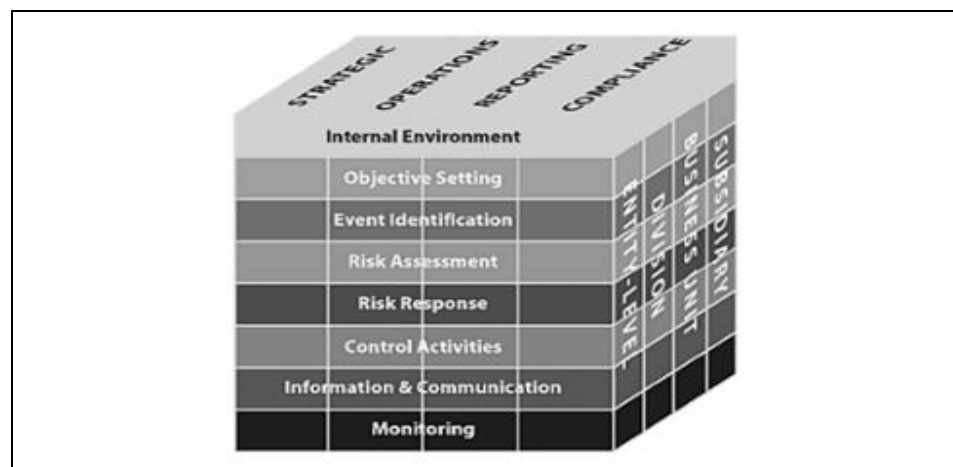 STRATEGIC
OPERATIONS
REPORTING
COMPLIANCE
Internal Environment
Objective Setting
Event Identification
Risk Assessment
Risk Response
Control Activities
Information & Communication
Monitoring
ENTITY-LEVEL
DIVISION
BUSINESS UNIT
SUBSIDIARY